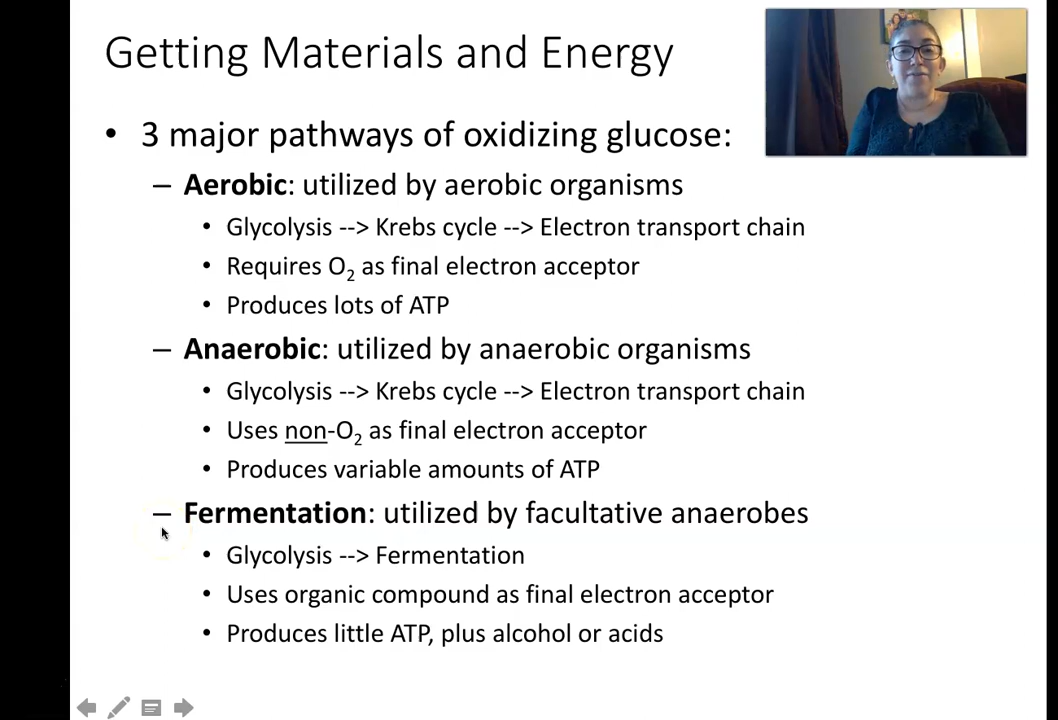 Getting Materials and Energy
• 3 major pathways of oxidizing glucose:
– Aerobic: utilized by aerobic organisms
• Glycolysis --> Krebs cycle --> Electron transport chain
• Requires O₂ as final electron acceptor
• Produces lots of ATP
– Anaerobic: utilized by anaerobic organisms
• Glycolysis --> Krebs cycle --> Electron transport chain
• Uses non-O₂ as final electron acceptor
• Produces variable amounts of ATP
– Fermentation: utilized by facultative anaerobes
• Glycolysis --> Fermentation
• Uses organic compound as final electron acceptor
• Produces little ATP, plus alcohol or acids